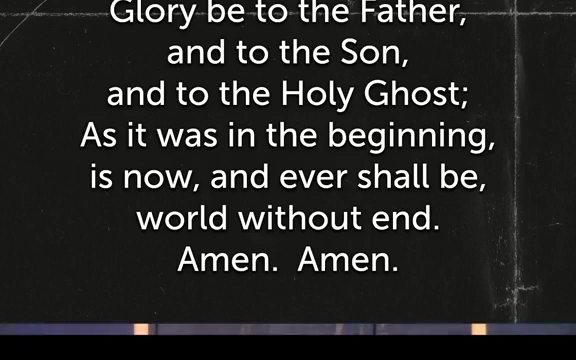 Glory be to the Father,
and to the Son,
and to the Holy Ghost;
As it was in the beginning,
is now, and ever shall be,
world without end.
Amen.  Amen.